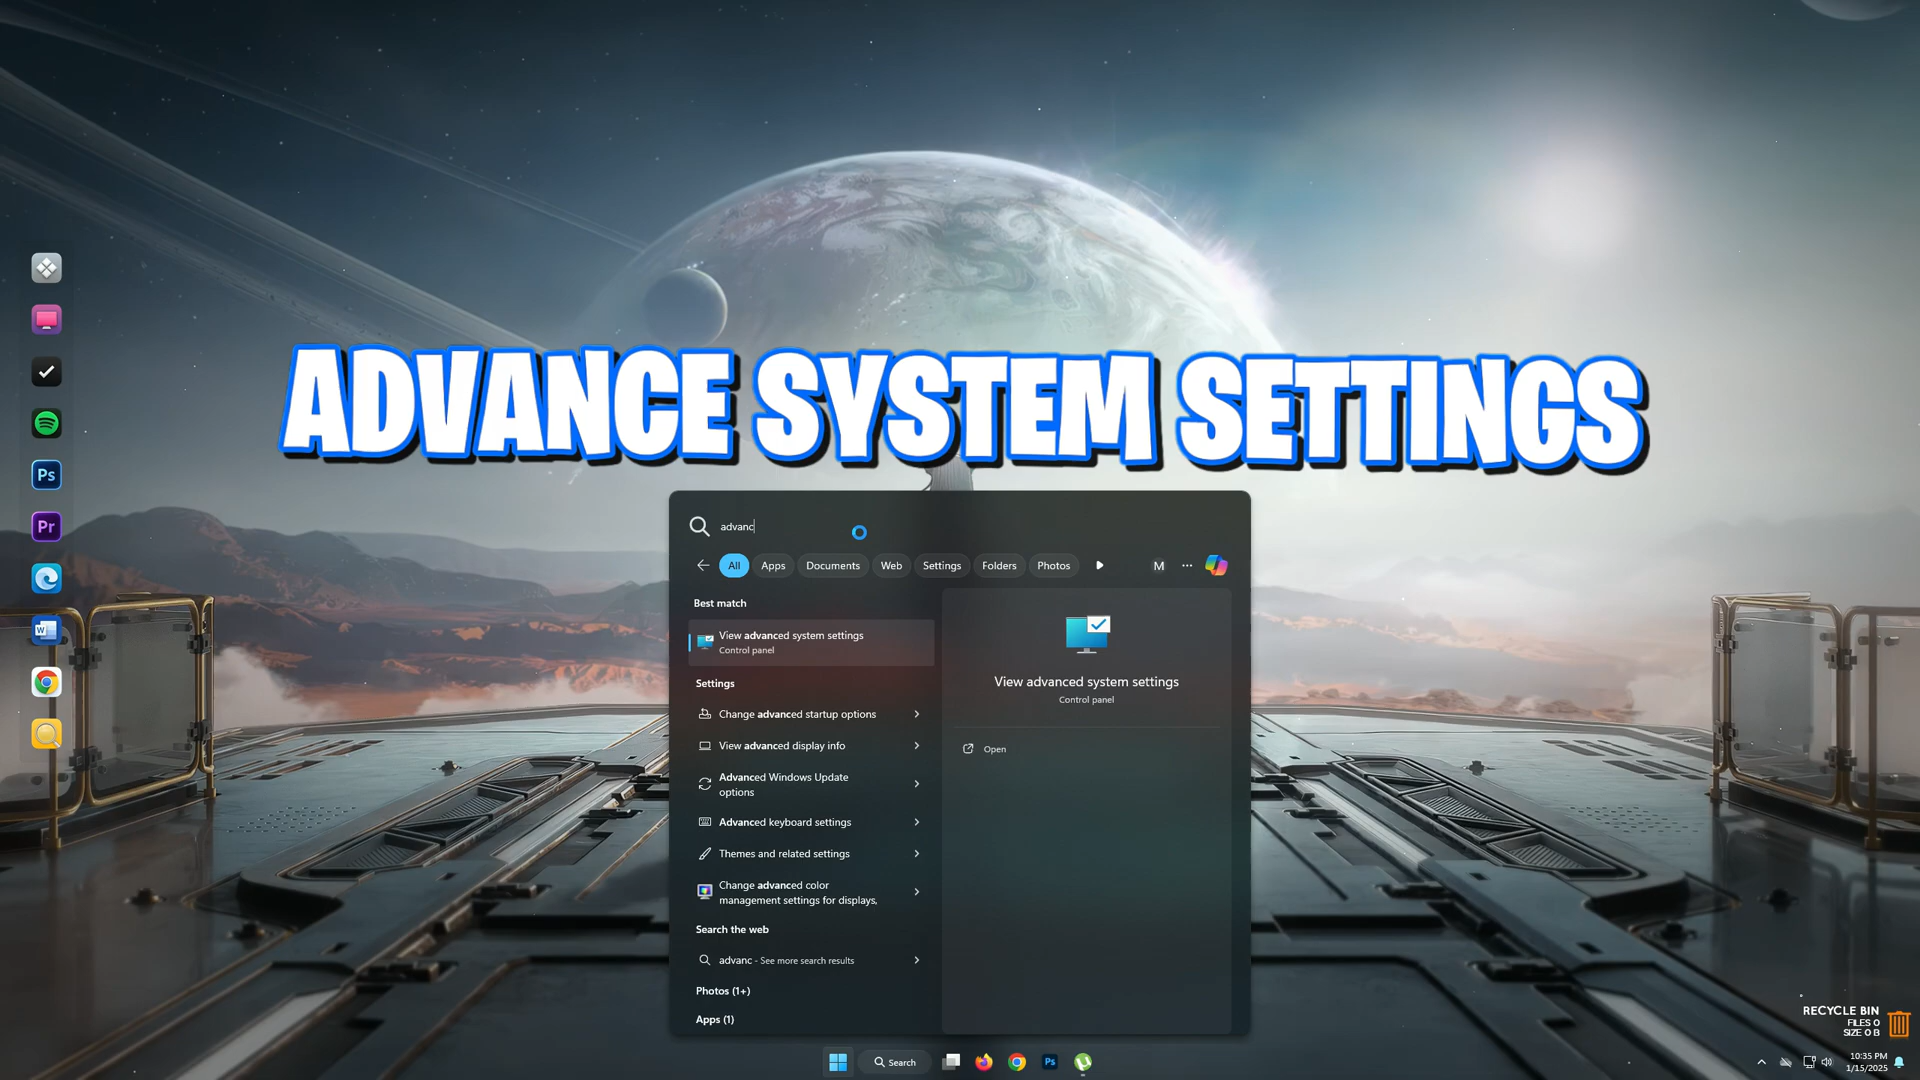 ADVANCE SYSTEM SETTINGS
advanc
All
Apps
Documents
Web
Settings
Folders
Photos
M
Best match
View advanced system settings
Control panel
Settings
Change advanced startup options
View advanced display info
Advanced Windows Update
options
Advanced keyboard settings
Themes and related settings
Change advanced color
management settings for displays,
Search the web
advanc - See more search results
Photos (1+)
Apps (1)
View advanced system settings
Control panel
Open
Ps
Pr
W
RECYCLE BIN
FILES 0
SIZE 0 B
Search
Ps
10:35 PM
1/15/2025